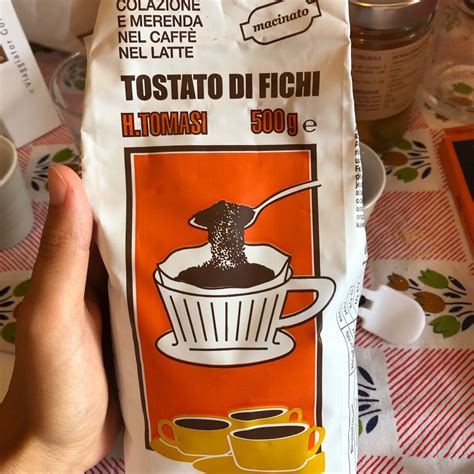 COLAZIONE
E MERENDA
NEL CAFFÈ
NEL LATTE
macinato
TOSTATO DI FICHI
H.TOMASI 500g e